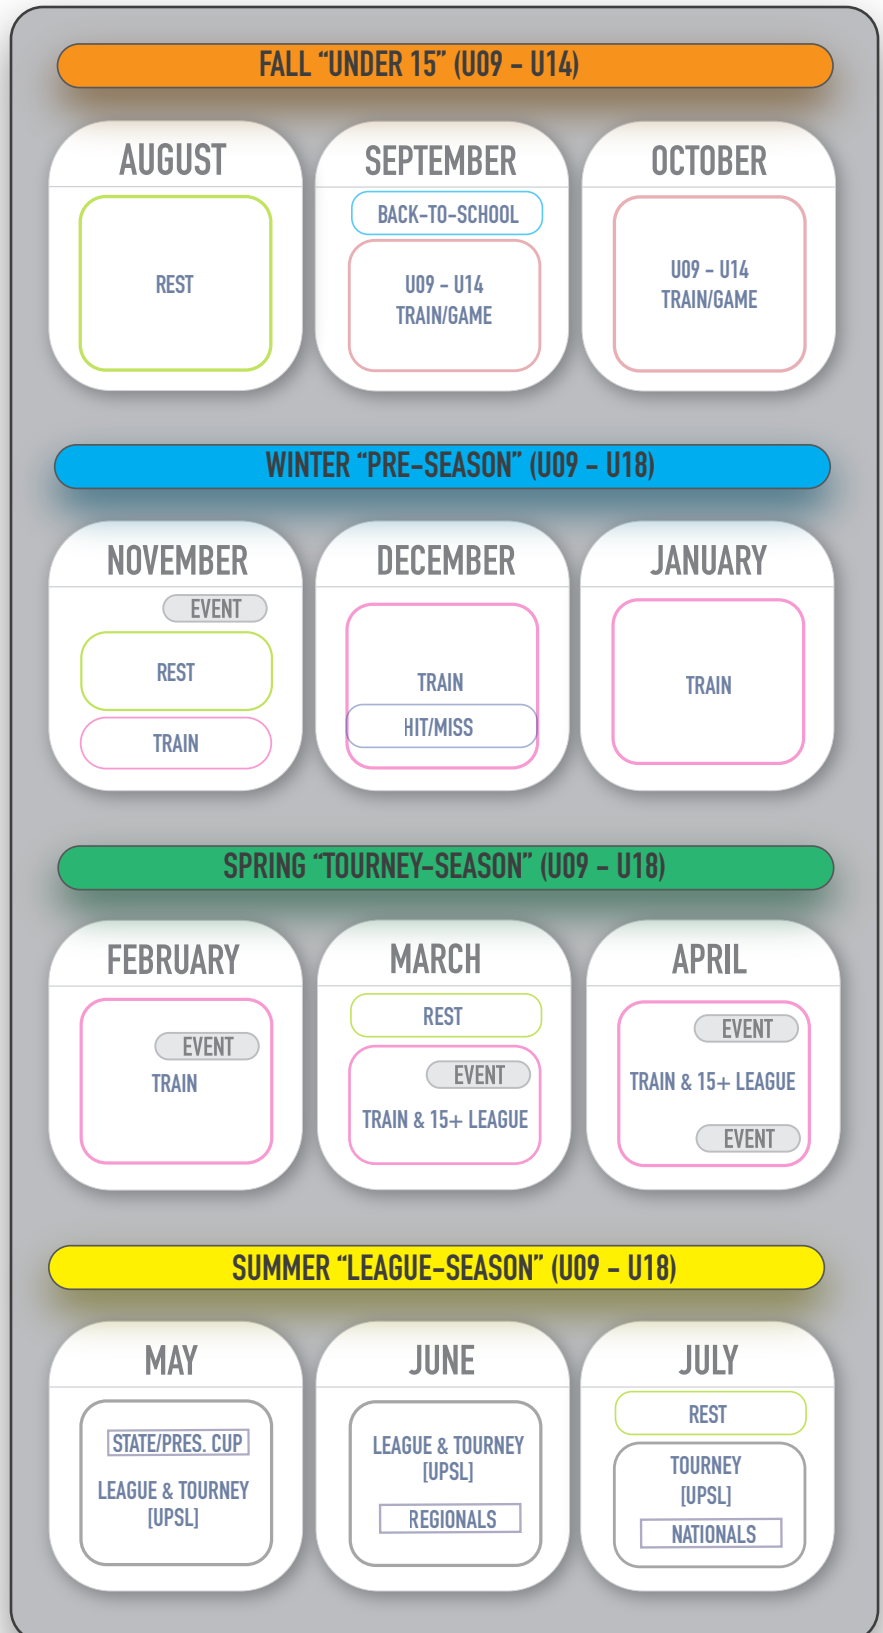 FALL “UNDER 15” (U09 – U14)
AUGUST
REST
SEPTEMBER
BACK-TO-SCHOOL
U09 – U14
TRAIN/GAME
OCTOBER
U09 – U14
TRAIN/GAME
WINTER “PRE-SEASON” (U09 – U18)
NOVEMBER
EVENT
REST
TRAIN
DECEMBER
TRAIN
HIT/MISS
JANUARY
TRAIN
SPRING “TOURNEY-SEASON” (U09 – U18)
FEBRUARY
EVENT
TRAIN
MARCH
REST
EVENT
TRAIN & 15+ LEAGUE
APRIL
EVENT
TRAIN & 15+ LEAGUE
EVENT
SUMMER “LEAGUE-SEASON” (U09 – U18)
MAY
STATE/PRES. CUP
LEAGUE & TOURNEY
[UPSL]
JUNE
LEAGUE & TOURNEY
[UPSL]
REGIONALS
JULY
REST
TOURNEY
[UPSL]
NATIONALS